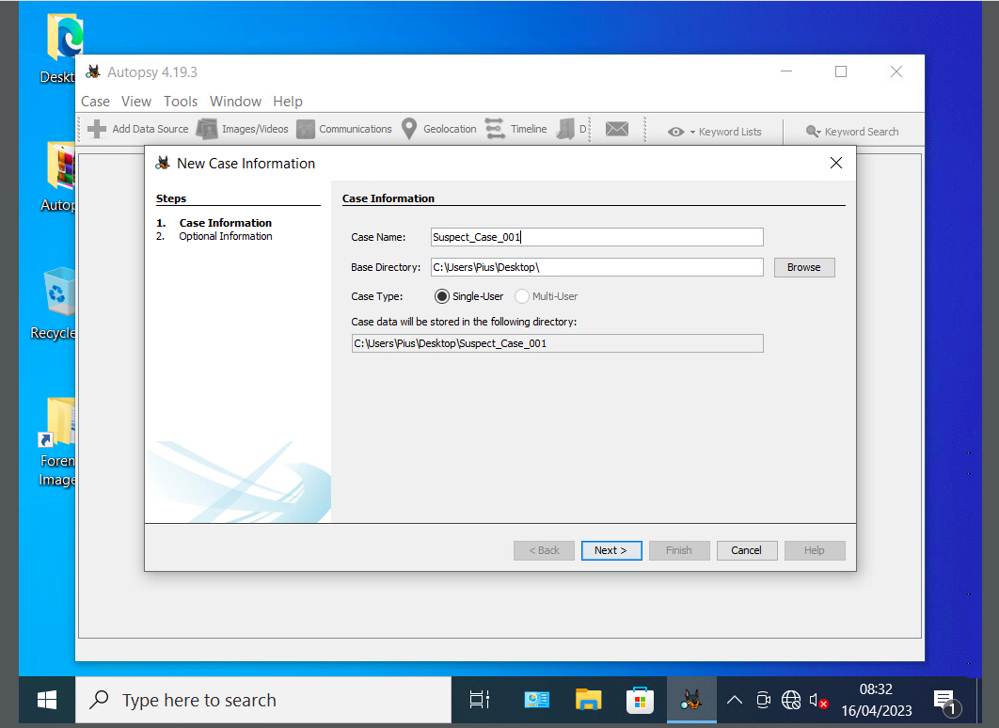 Deskt
Autopsy 4.19.3
Case View Tools Window Help
Add Data Source Images/Videos Communications Geolocation Timeline D Keyword Lists Keyword Search
New Case Information
Autop
Steps
1. Case Information
2. Optional Information
Case Information
Case Name: Suspect_Case_001
Base Directory: C:\Users\Pius\Desktop\ Browse
Case Type: Single-User Multi-User
Case data will be stored in the following directory:
C:\Users\Pius\Desktop\Suspect_Case_001
Recycle
Foren
Image
< Back Next > Finish Cancel Help
Type here to search
08:32
16/04/2023
1